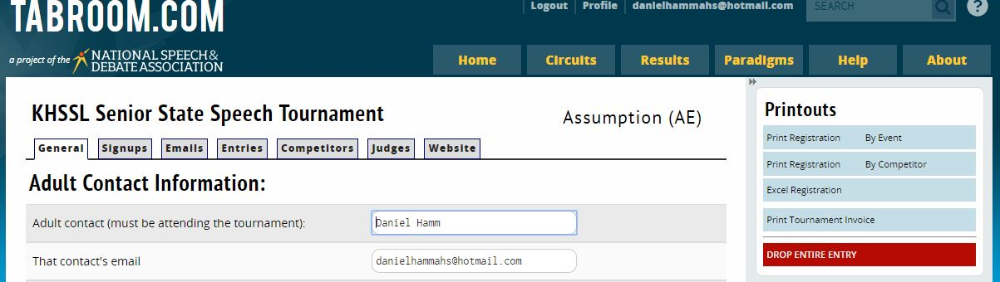 TABROOM.COM
a project of the NATIONAL SPEECH & DEBATE ASSOCIATION
Logout Profile danielhammahs@hotmail.com SEARCH ?
Home Circuits Results Paradigms Help About
KHSSL Senior State Speech Tournament
Assumption (AE)
General Signups Emails Entries Competitors Judges Website
Adult Contact Information:
Adult contact (must be attending the tournament): Daniel Hamm
That contact's email danielhammahs@hotmail.com
Printouts
Print Registration By Event
Print Registration By Competitor
Excel Registration
Print Tournament Invoice
DROP ENTIRE ENTRY